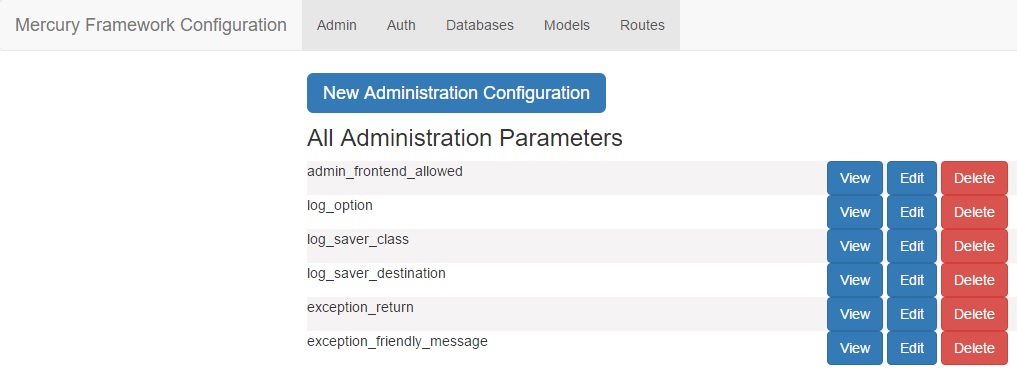 Mercury Framework Configuration Admin Auth Databases Models Routes
New Administration Configuration
All Administration Parameters
admin_frontend_allowed View Edit Delete
log_option View Edit Delete
log_saver_class View Edit Delete
log_saver_destination View Edit Delete
exception_return View Edit Delete
exception_friendly_message View Edit Delete